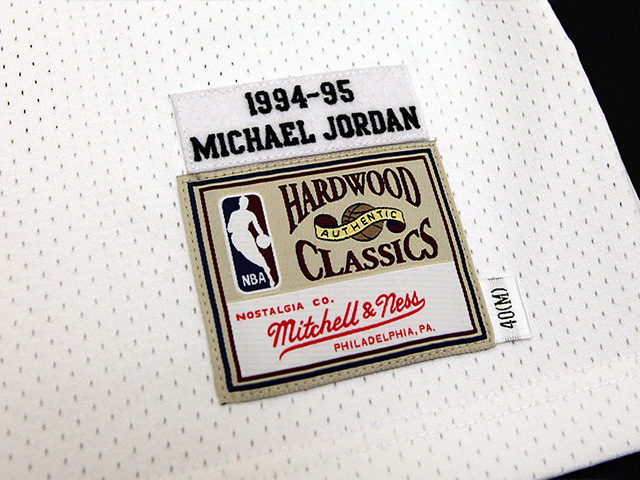 1994-95
MICHAEL JORDAN
HARDWOOD
AUTHENTIC
CLASSICS
NBA
NOSTALGIA CO.
Mitchell & Ness
PHILADELPHIA, PA.
40(M)